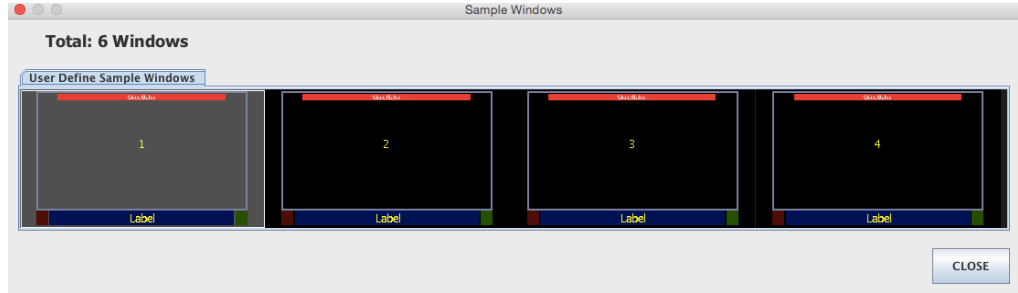 Sample Windows
Total: 6 Windows
User Define Sample Windows
1 2 3 4
Label Label Label Label
CLOSE